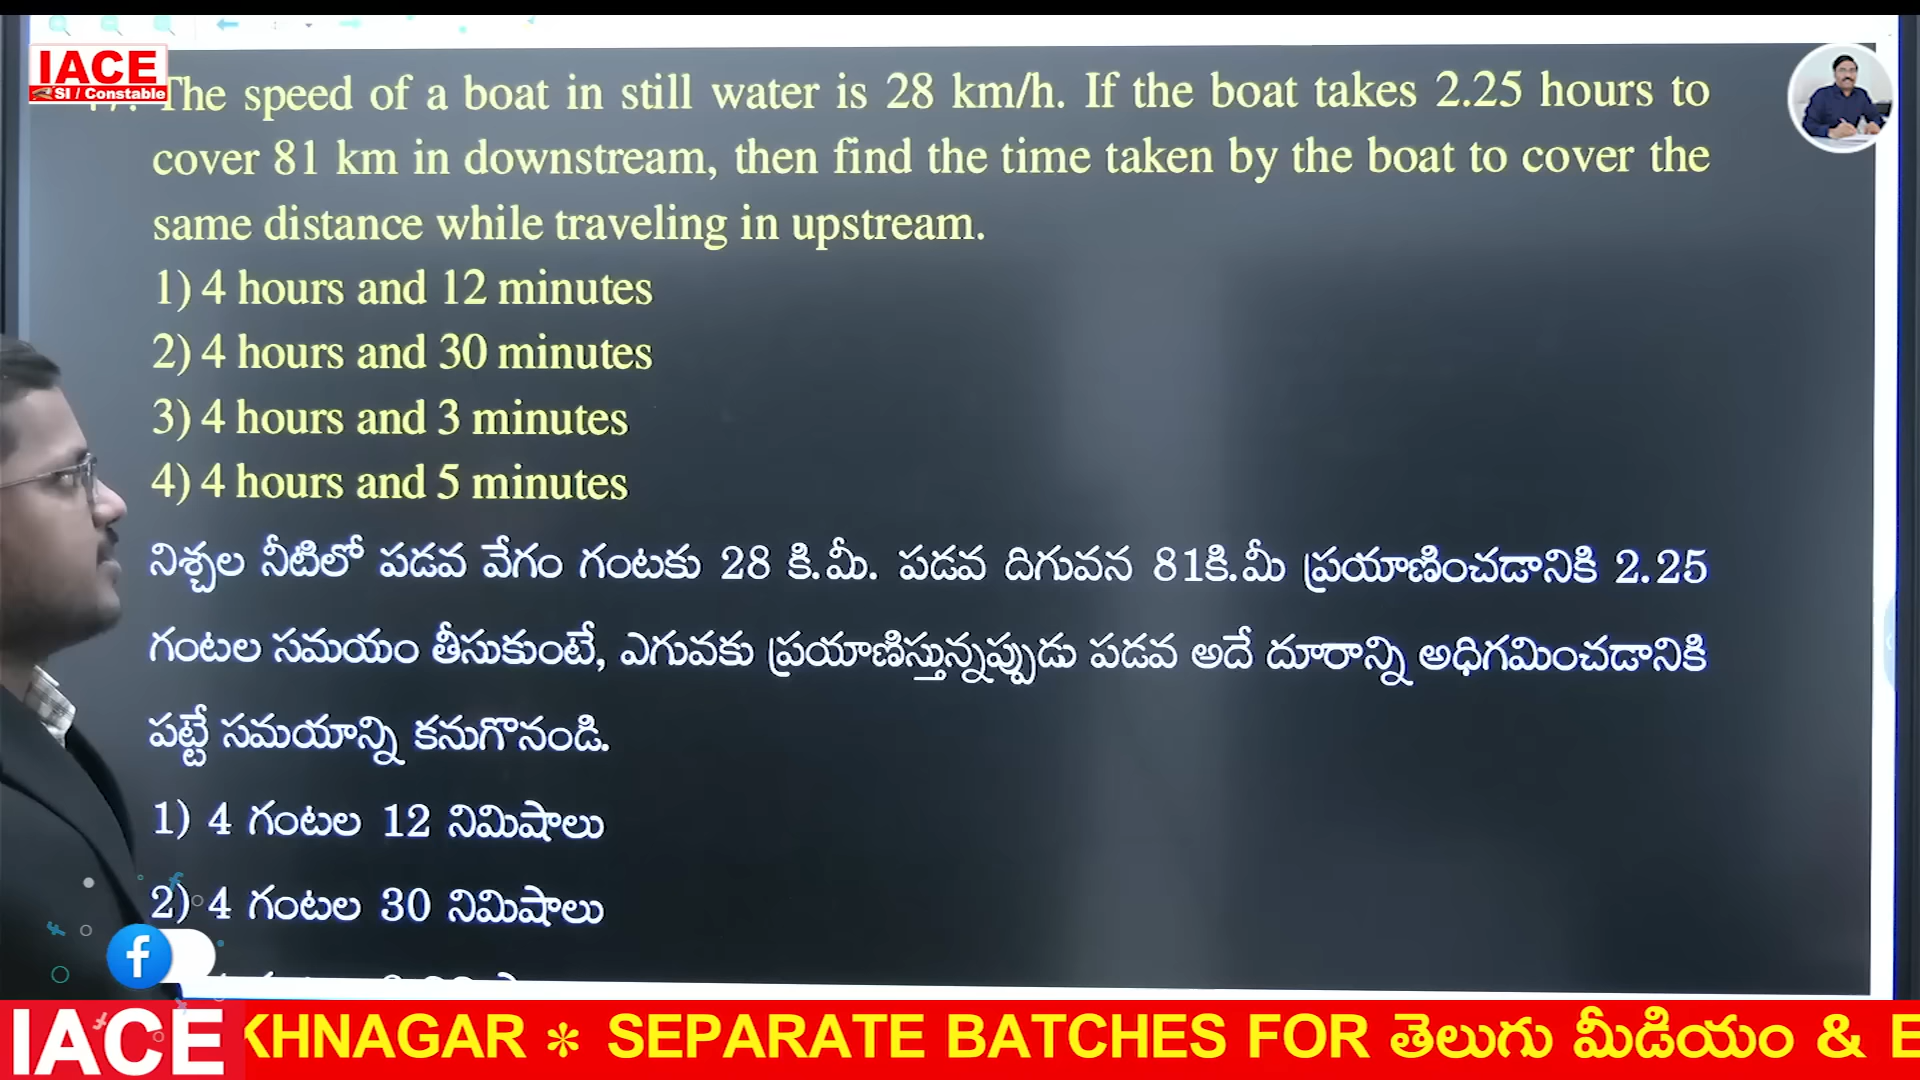 IACE
SI / Constable
The speed of a boat in still water is 28 km/h. If the boat takes 2.25 hours to
cover 81 km in downstream, then find the time taken by the boat to cover the
same distance while traveling in upstream.
1) 4 hours and 12 minutes
2) 4 hours and 30 minutes
3) 4 hours and 3 minutes
4) 4 hours and 5 minutes
నిశ్చల నీటిలో పడవ వేగం గంటకు 28 కి.మీ. పడవ దిగువన 81కి.మీ ప్రయాణించడానికి 2.25
గంటల సమయం తీసుకుంటే, ఎగువకు ప్రయాణిస్తున్నప్పుడు పడవ అదే దూరాన్ని అధిగమించడానికి
పట్టే సమయాన్ని కనుగొనండి.
1) 4 గంటల 12 నిమిషాలు
2) 4 గంటల 30 నిమిషాలు
IACE KHNAGAR * SEPARATE BATCHES FOR తెలుగు మీడియం & E